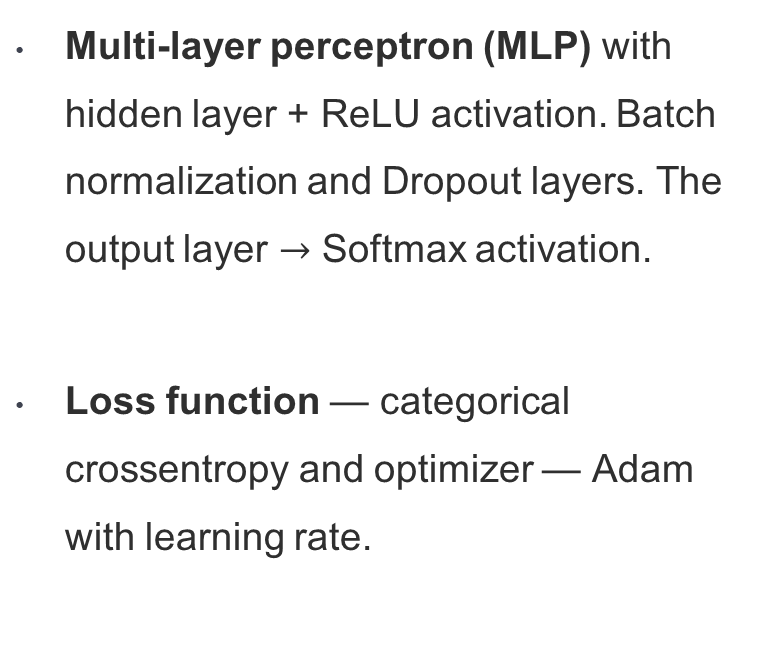 • Multi-layer perceptron (MLP) with
hidden layer + ReLU activation. Batch
normalization and Dropout layers. The
output layer → Softmax activation.
• Loss function — categorical
crossentropy and optimizer — Adam
with learning rate.